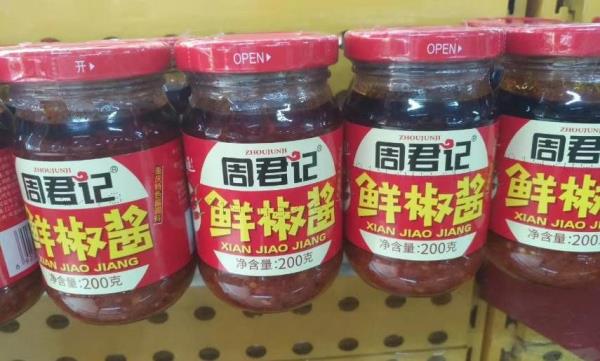 开▶
OPEN▶
OPEN▶
周君记®
鲜椒酱
XIAN JIAO JIANG
净含量:200克
ZHOUJUNJI
周君记®
鲜椒酱
XIAN JIAO JIANG
净含量:200克
ZHOUJUNJI
周君记®
鲜椒酱
XIAN JIAO JIANG
净含量:200克
ZHOUJUNJI
周君记
鲜椒
XIAN JIAO JI
净含量:200